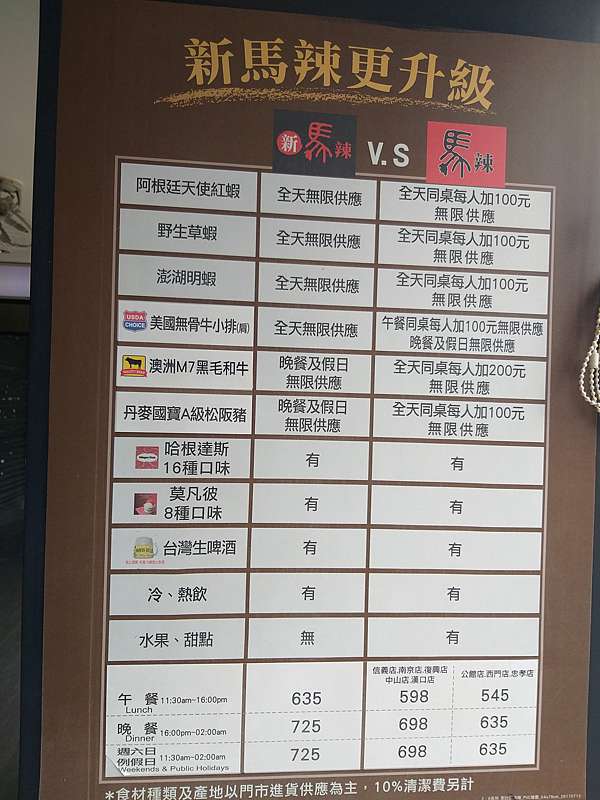 新馬辣更升級
新 馬辣 V.S 馬辣
阿根廷天使紅蝦 全天無限供應 全天同桌每人加100元
無限供應
野生草蝦 全天無限供應 全天同桌每人加100元
無限供應
澎湖明蝦 全天無限供應 全天同桌每人加100元
無限供應
USDA CHOICE 美國無骨牛小排(肩) 全天無限供應 午餐同桌每人加100元無限供應
晚餐及假日無限供應
澳洲M7黑毛和牛 晚餐及假日 全天同桌每人加200元
無限供應 無限供應
丹麥國寶A級松阪豬 晚餐及假日 全天同桌每人加100元
無限供應 無限供應
哈根達斯
16種口味 有 有
莫凡彼
8種口味 有 有
台灣生啤酒 有 有
冷、熱飲 有 有
水果、甜點 無 有
信義店,南京店,復興店
中山店,漢口店 公館店,西門店,忠孝店
午餐 11:30am~16:00pm 635 598 545
Lunch
晚餐 16:00pm~02:00am 725 698 635
Dinner
週六日
例假日 11:30am~02:00am 725 698 635
Weekends & Public Holidays
*食材種類及產地以門市進貨供應為主，10%清潔費另計